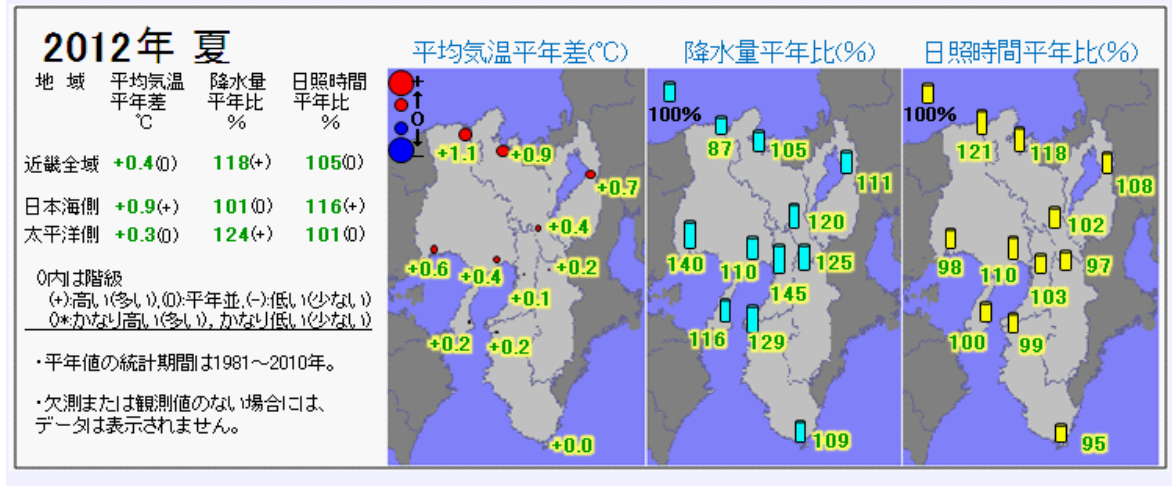 2012年 夏
地 域 平均気温 降水量 日照時間
平年差 平年比 平年比
℃ % %
近畿全域 +0.4(0) 118(+) 105(0)
日本海側 +0.9(+) 101(0) 116(+)
太平洋側 +0.3(0) 124(+) 101(0)
()内は階級
(+):高い(多い),(0):平年並,(-):低い(少ない)
()*:かなり高い(多い), かなり低い(少ない)
・平年値の統計期間は1981～2010年。
・欠測または観測値のない場合には、
データは表示されません。
平均気温平年差(℃)
+
↑
0
↓
-
+1.1
+0.9
+0.7
+0.4
+0.6
+0.4
+0.2
+0.1
+0.2
+0.2
+0.0
降水量平年比(%)
100%
87
105
111
120
140
110
125
145
116
129
109
日照時間平年比(%)
100%
121
118
108
102
98
110
97
103
100
99
95